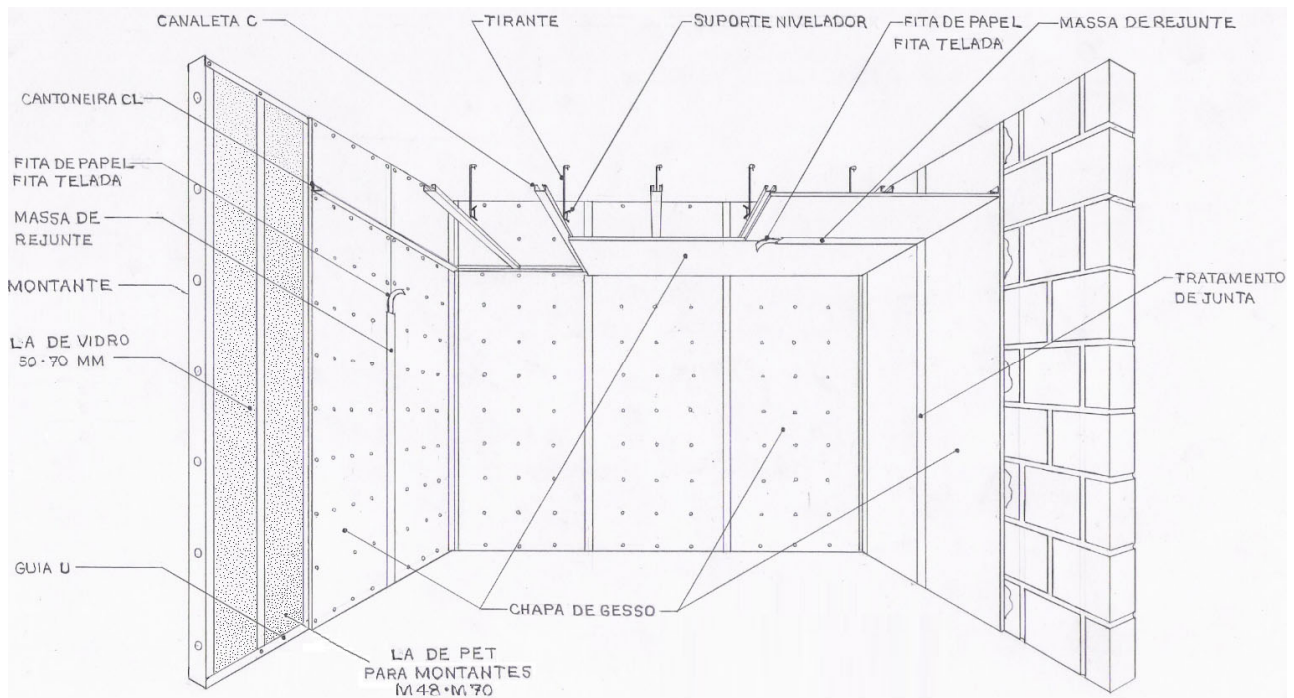 CANALETA C
TIRANTE
SUPORTE NIVELADOR
FITA DE PAPEL
FITA TELADA
MASSA DE REJUNTE
CANTONEIRA CL
FITA DE PAPEL
FITA TELADA
MASSA DE
REJUNTE
MONTANTE
LA DE VIDRO
50-70 MM
GUIA U
LA DE PET
PARA MONTANTES
M48•M70
CHAPA DE GESSO
TRATAMENTO
DE JUNTA